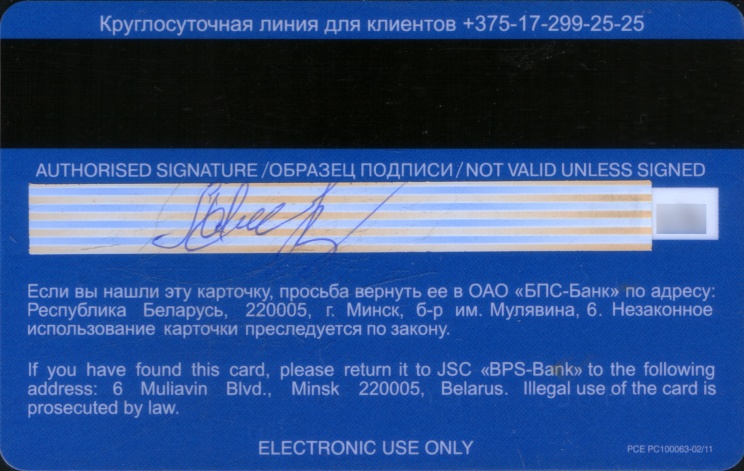 Круглосуточная линия для клиентов +375-17-299-25-25
AUTHORISED SIGNATURE /ОБРАЗЕЦ ПОДПИСИ/ NOT VALID UNLESS SIGNED
Если вы нашли эту карточку, просьба вернуть ее в ОАО «БПС-Банк» по адресу:
Республика Беларусь, 220005, г. Минск, б-р им. Мулявина, 6. Незаконное
использование карточки преследуется по закону.
If you have found this card, please return it to JSC «BPS-Bank» to the following
address: 6 Muliavin Blvd., Minsk 220005, Belarus. Illegal use of the card is
prosecuted by law.
ELECTRONIC USE ONLY
PCE PC100063-02/11